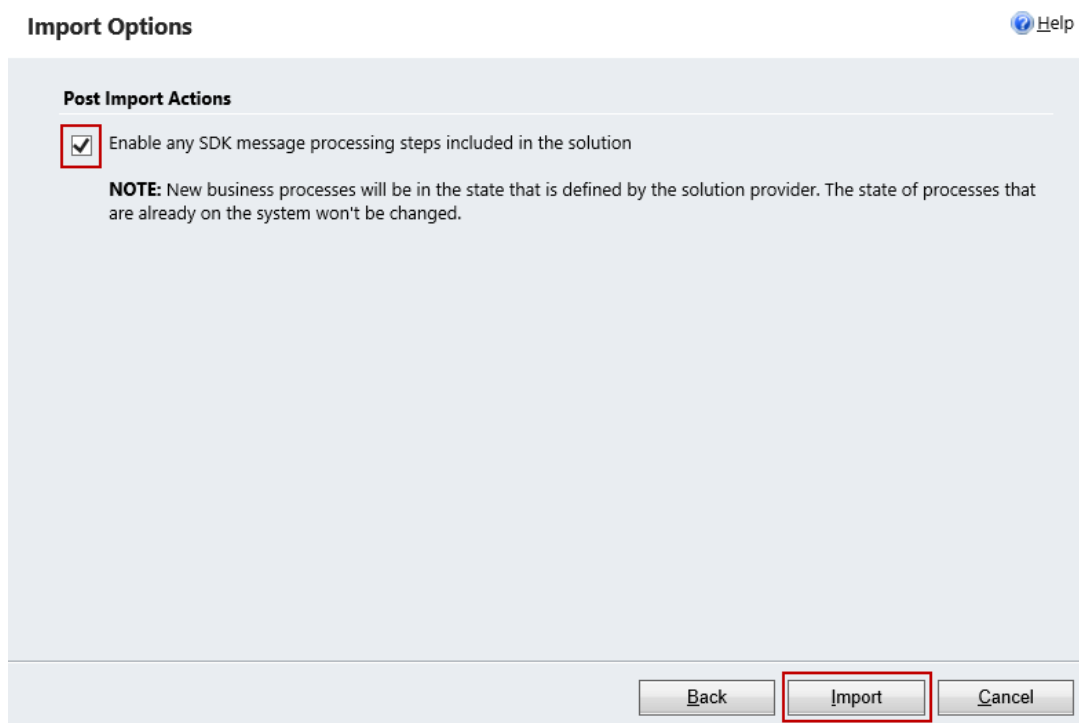 Import Options
Help
Post Import Actions
Enable any SDK message processing steps included in the solution
NOTE: New business processes will be in the state that is defined by the solution provider. The state of processes that
are already on the system won't be changed.
Back
Import
Cancel